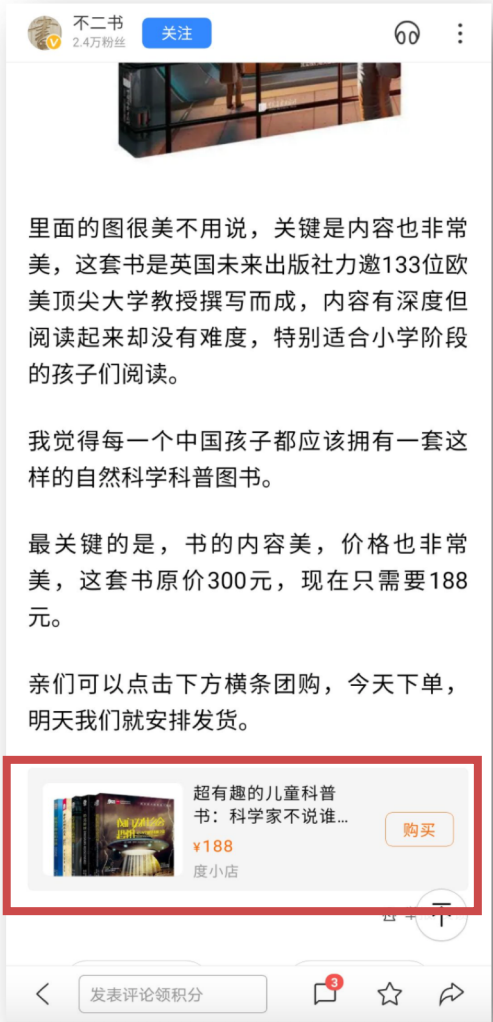 不二书
2.4万粉丝
关注
里面的图很美不用说，关键是内容也非常
美，这套书是英国未来出版社力邀133位欧
美顶尖大学教授撰写而成，内容有深度但
阅读起来却没有难度，特别适合小学阶段
的孩子们阅读。
我觉得每一个中国孩子都应该拥有一套这
样的自然科学科普图书。
最关键的是，书的内容美，价格也非常
美，这套书原价300元，现在只需要188
元。
亲们可以点击下方横条团购，今天下单，
明天我们就安排发货。
超有趣的儿童科普
书：科学家不说谁...
¥188
度小店
购买
发表评论领积分
3